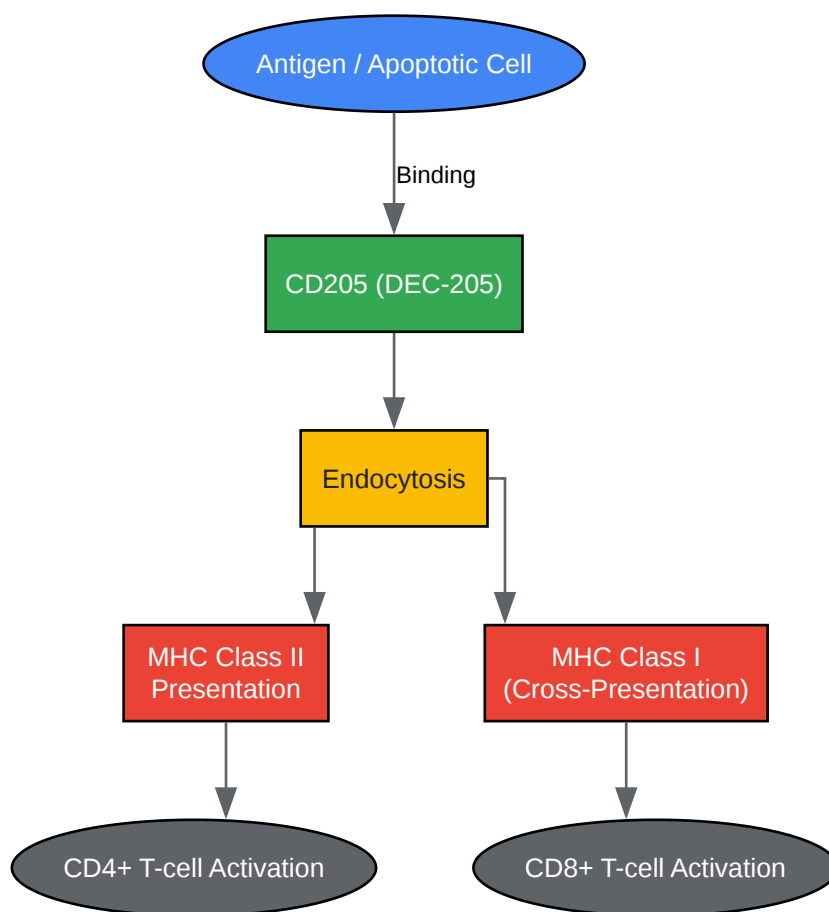 Antigen / Apoptotic Cell
Binding
CD205 (DEC-205)
Endocytosis
MHC Class II
Presentation
MHC Class I
(Cross-Presentation)
CD4+ T-cell Activation
CD8+ T-cell Activation